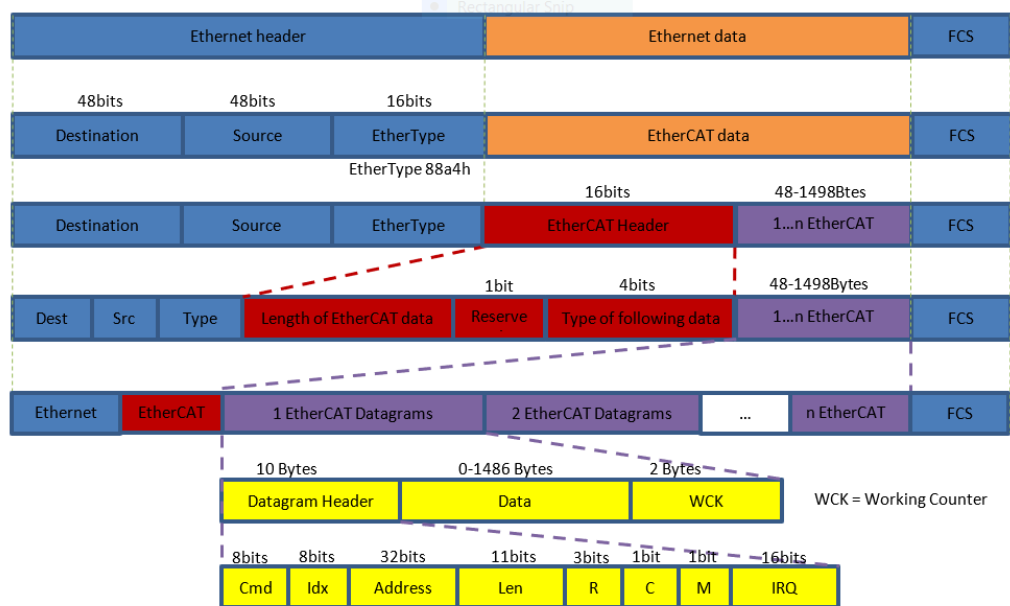 Rectangular Snip
Ethernet header Ethernet data FCS
48bits 48bits 16bits
Destination Source EtherType EtherCAT data FCS
EtherType 88a4h
16bits 48-1498Btes
Destination Source EtherType EtherCAT Header 1...n EtherCAT FCS
1bit 4bits 48-1498Bytes
Dest Src Type Length of EtherCAT data Reserve Type of following data 1...n EtherCAT FCS
Ethernet EtherCAT 1 EtherCAT Datagrams 2 EtherCAT Datagrams ... n EtherCAT FCS
10 Bytes 0-1486 Bytes 2 Bytes
Datagram Header Data WCK WCK = Working Counter
8bits 8bits 32bits 11bits 3bits 1bit 1bit 16bits
Cmd Idx Address Len R C M IRQ